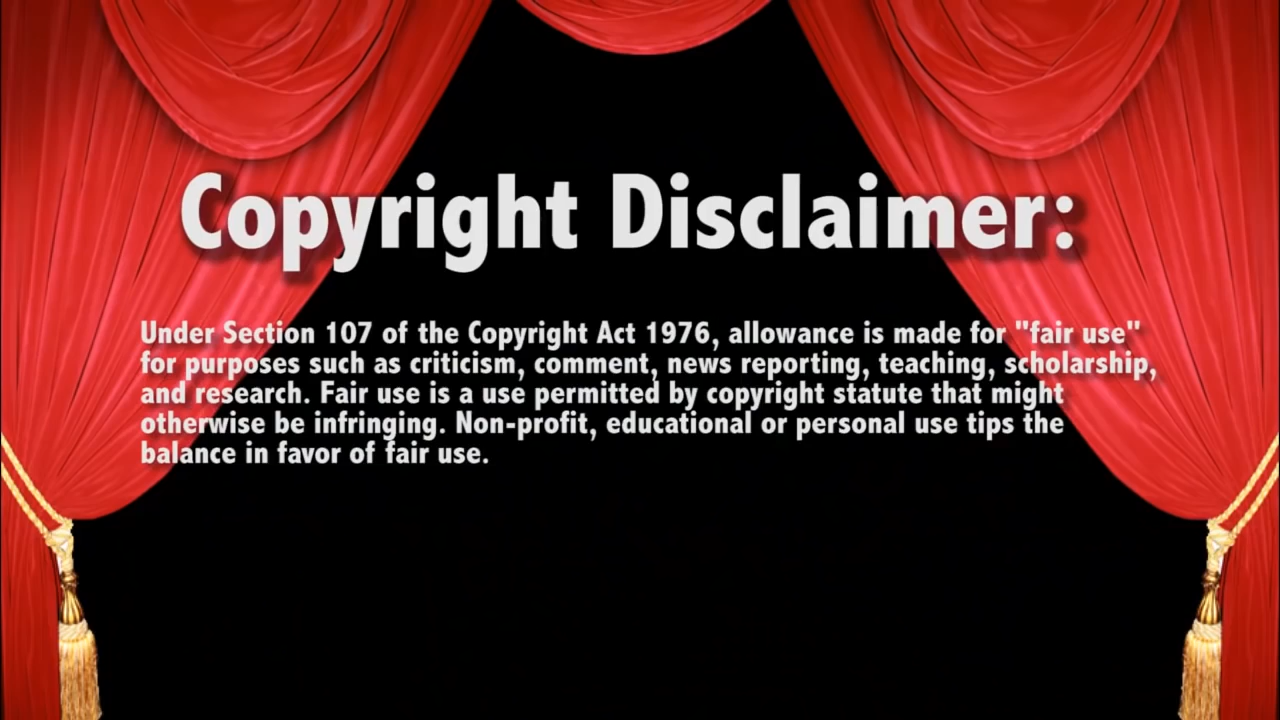 Copyright Disclaimer:
Under Section 107 of the Copyright Act 1976, allowance is made for "fair use"
for purposes such as criticism, comment, news reporting, teaching, scholarship,
and research. Fair use is a use permitted by copyright statute that might
otherwise be infringing. Non-profit, educational or personal use tips the
balance in favor of fair use.